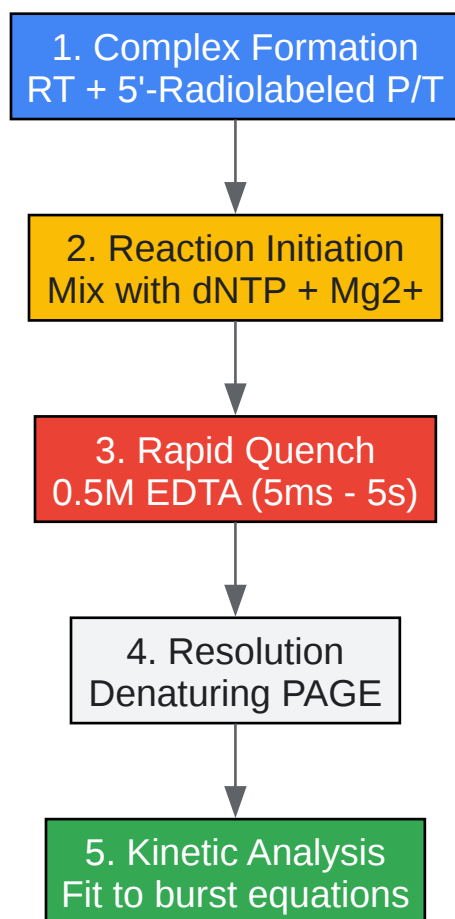 1. Complex Formation
RT + 5'-Radiolabeled P/T
2. Reaction Initiation
Mix with dNTP + Mg2+
3. Rapid Quench
0.5M EDTA (5ms - 5s)
4. Resolution
Denaturing PAGE
5. Kinetic Analysis
Fit to burst equations